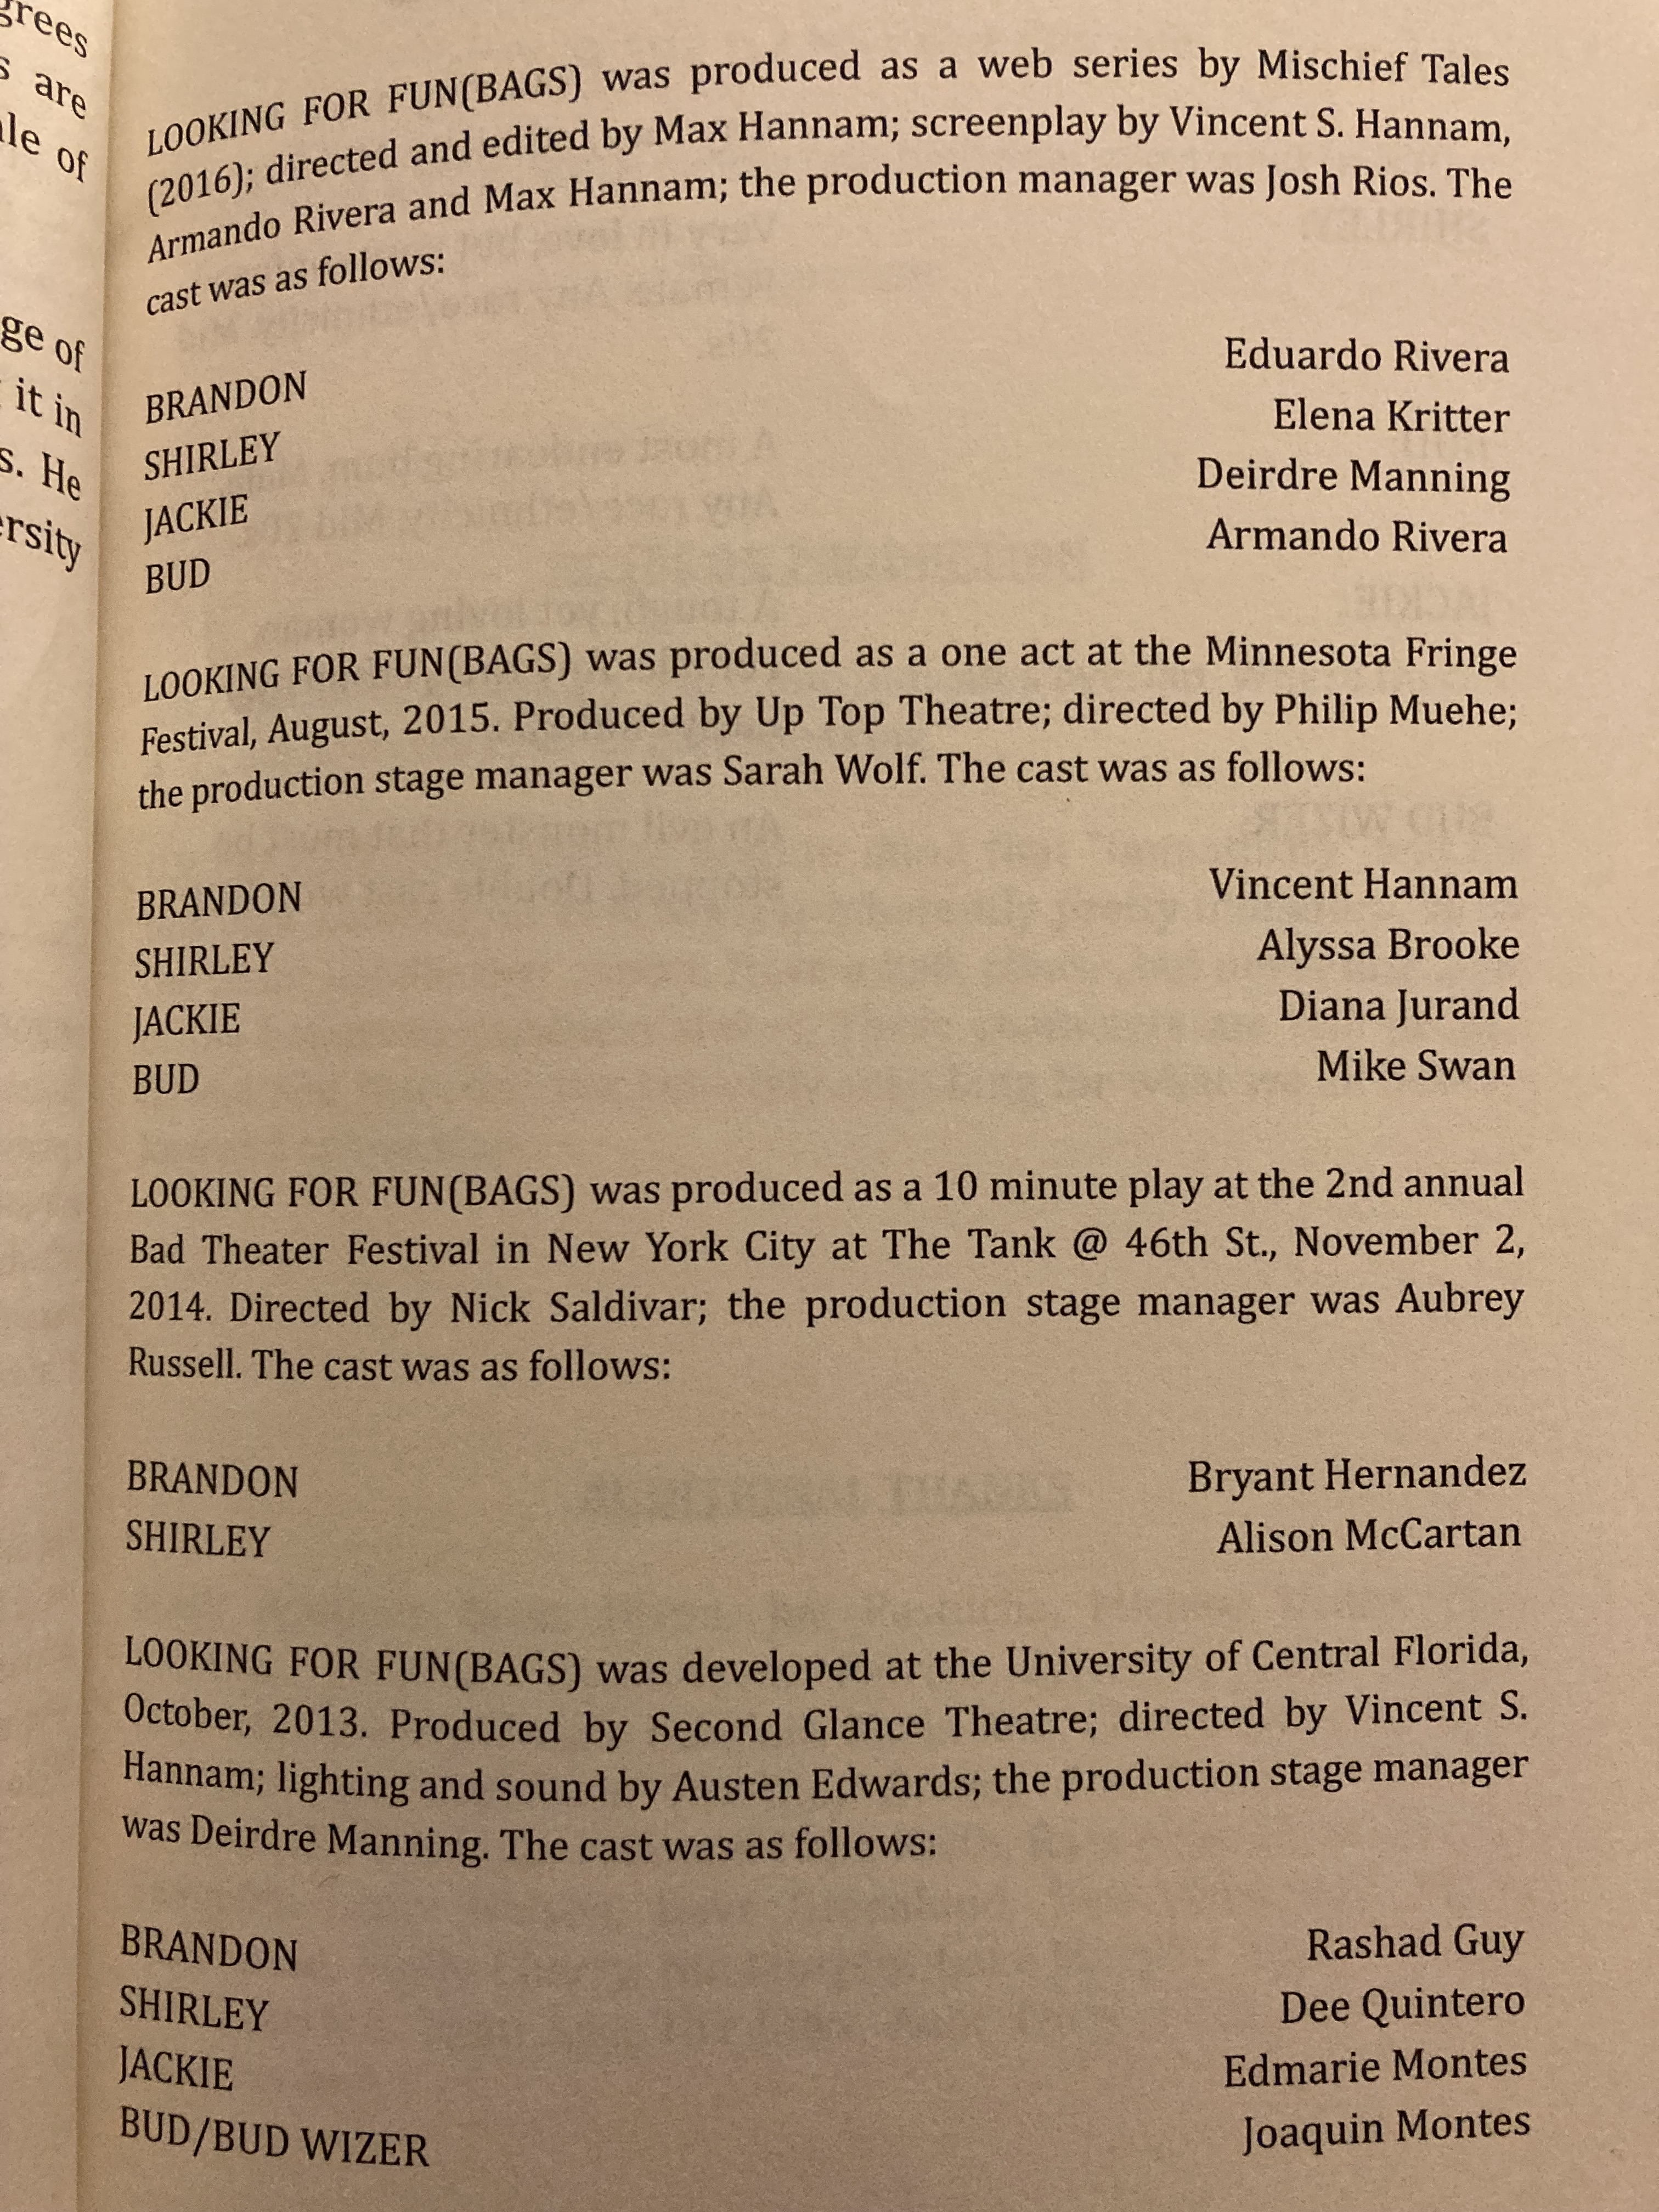 grees
are
of
ge of
it in
s. He
ersity
LOOKING FOR FUN(BAGS) was produced as a web series by Mischief Tales
(2016); directed and edited by Max Hannam; screenplay by Vincent S. Hannam,
Armando Rivera and Max Hannam; the production manager was Josh Rios. The
cast was as follows:
BRANDON Eduardo Rivera
SHIRLEY Elena Kritter
JACKIE Deirdre Manning
BUD Armando Rivera
LOOKING FOR FUN(BAGS) was produced as a one act at the Minnesota Fringe
Festival, August, 2015. Produced by Up Top Theatre; directed by Philip Muehe;
the production stage manager was Sarah Wolf. The cast was as follows:
BRANDON Vincent Hannam
SHIRLEY Alyssa Brooke
JACKIE Diana Jurand
BUD Mike Swan
LOOKING FOR FUN(BAGS) was produced as a 10 minute play at the 2nd annual
Bad Theater Festival in New York City at The Tank @ 46th St., November 2,
2014. Directed by Nick Saldivar; the production stage manager was Aubrey
Russell. The cast was as follows:
BRANDON Bryant Hernandez
SHIRLEY Alison McCartan
LOOKING FOR FUN(BAGS) was developed at the University of Central Florida,
October, 2013. Produced by Second Glance Theatre; directed by Vincent S.
Hannam; lighting and sound by Austen Edwards; the production stage manager
was Deirdre Manning. The cast was as follows:
BRANDON Rashad Guy
SHIRLEY Dee Quintero
JACKIE Edmarie Montes
BUD/BUD WIZER Joaquin Montes